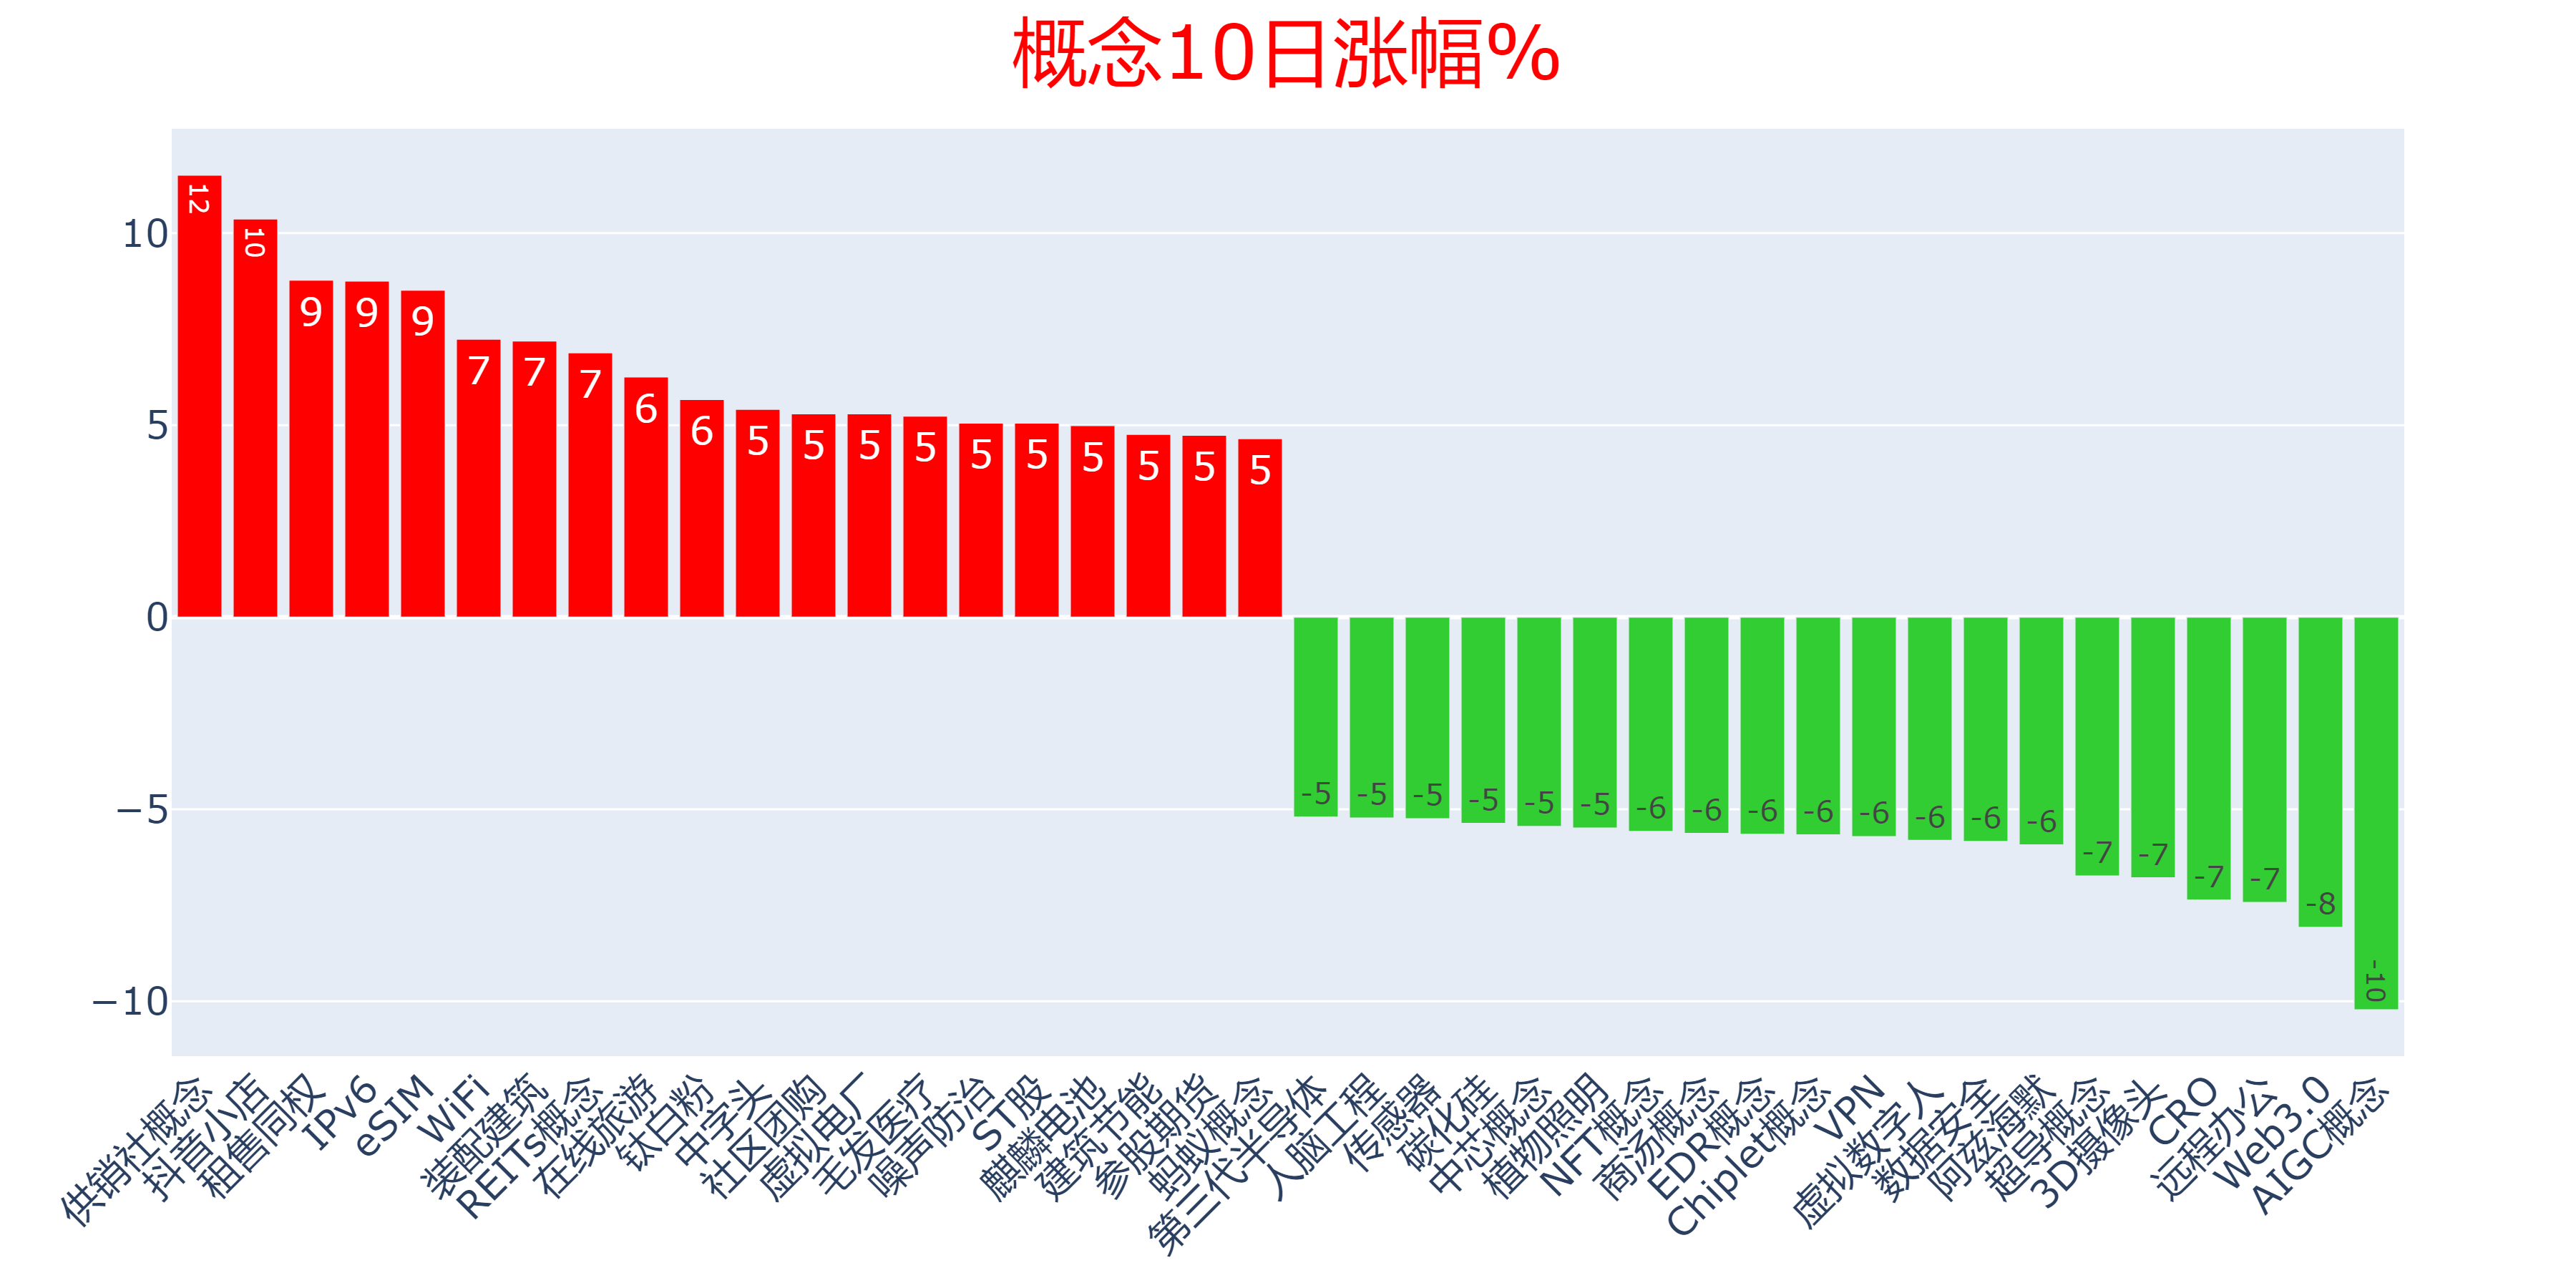 概念10日涨幅%
10
5
0
−5
−10
12
10
9
9
9
7
7
7
6
6
5
5
5
5
5
5
5
5
5
5
-5
-5
-5
-5
-5
-5
-6
-6
-6
-6
-6
-6
-6
-6
-7
-7
-7
-7
-8
-10
供销社概念
抖音小店
租售同权
IPv6
eSIM
WiFi
装配建筑
REITs概念
在线旅游
钛白粉
中字头
社区团购
虚拟电厂
毛发医疗
噪声防治
ST股
麒麟电池
建筑节能
参股期货
蚂蚁概念
第三代半导体
人脑工程
传感器
碳化硅
中芯概念
植物照明
NFT概念
商汤概念
EDR概念
Chiplet概念
VPN
虚拟数字人
数据安全
阿兹海默
超导概念
3D摄像头
CRO
远程办公
Web3.0
AIGC概念